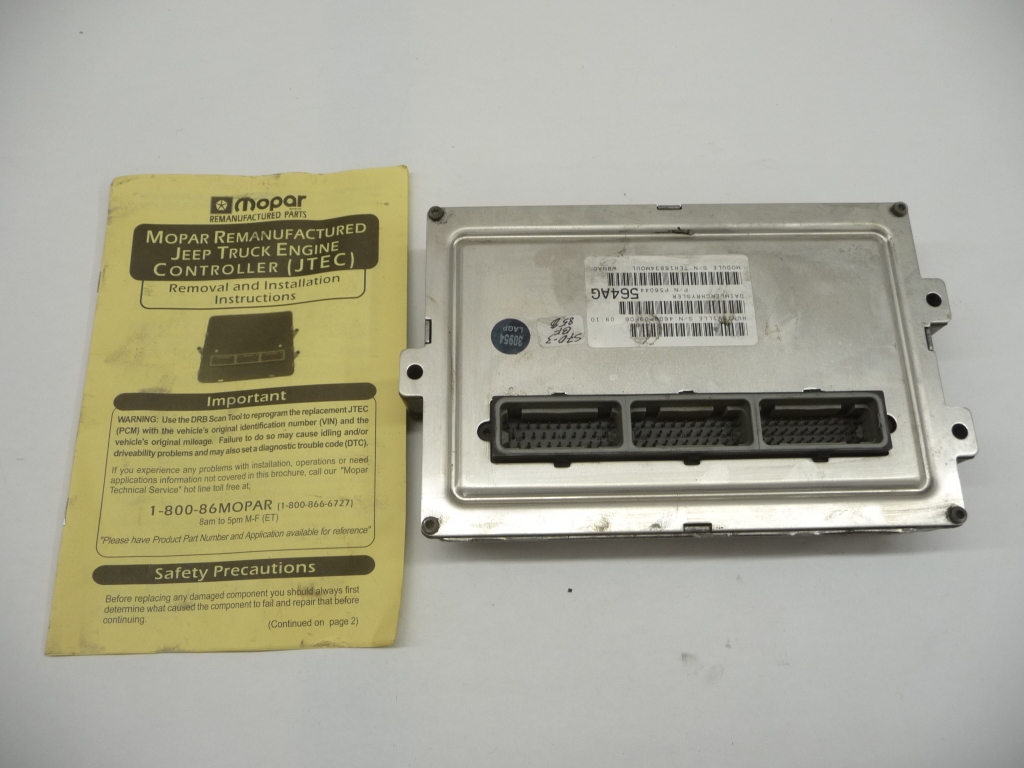 mopar
REMANUFACTURED PARTS
MOPAR REMANUFACTURED
JEEP TRUCK ENGINE
CONTROLLER (JTEC)
Removal and Installation
Instructions
Important
WARNING: Use the DRB Scan Tool to reprogram the replacement JTEC
(PCM) with the vehicle's original identification number (VIN) and the
vehicle's original mileage. Failure to do so may cause idling and/or
driveability problems and may also set a diagnostic trouble code (DTC).
If you experience any problems with installation, operations or need
applications information not covered in this brochure, call our "Mopar
Technical Service" hot line toll free at;
1-800-86MOPAR (1-800-866-6727)
8am to 5pm M-F (ET)
"Please have Product Part Number and Application available for reference"
Safety Precautions
Before replacing any damaged component you should always first
determine what caused the component to fail and repair that before
continuing.
(Continued on page 2)
HUNTSVILLE S/N
09 10
DAIMLERCHRYSLER
P/N P56044 564AG
MODULE S/N
30954
LAGP